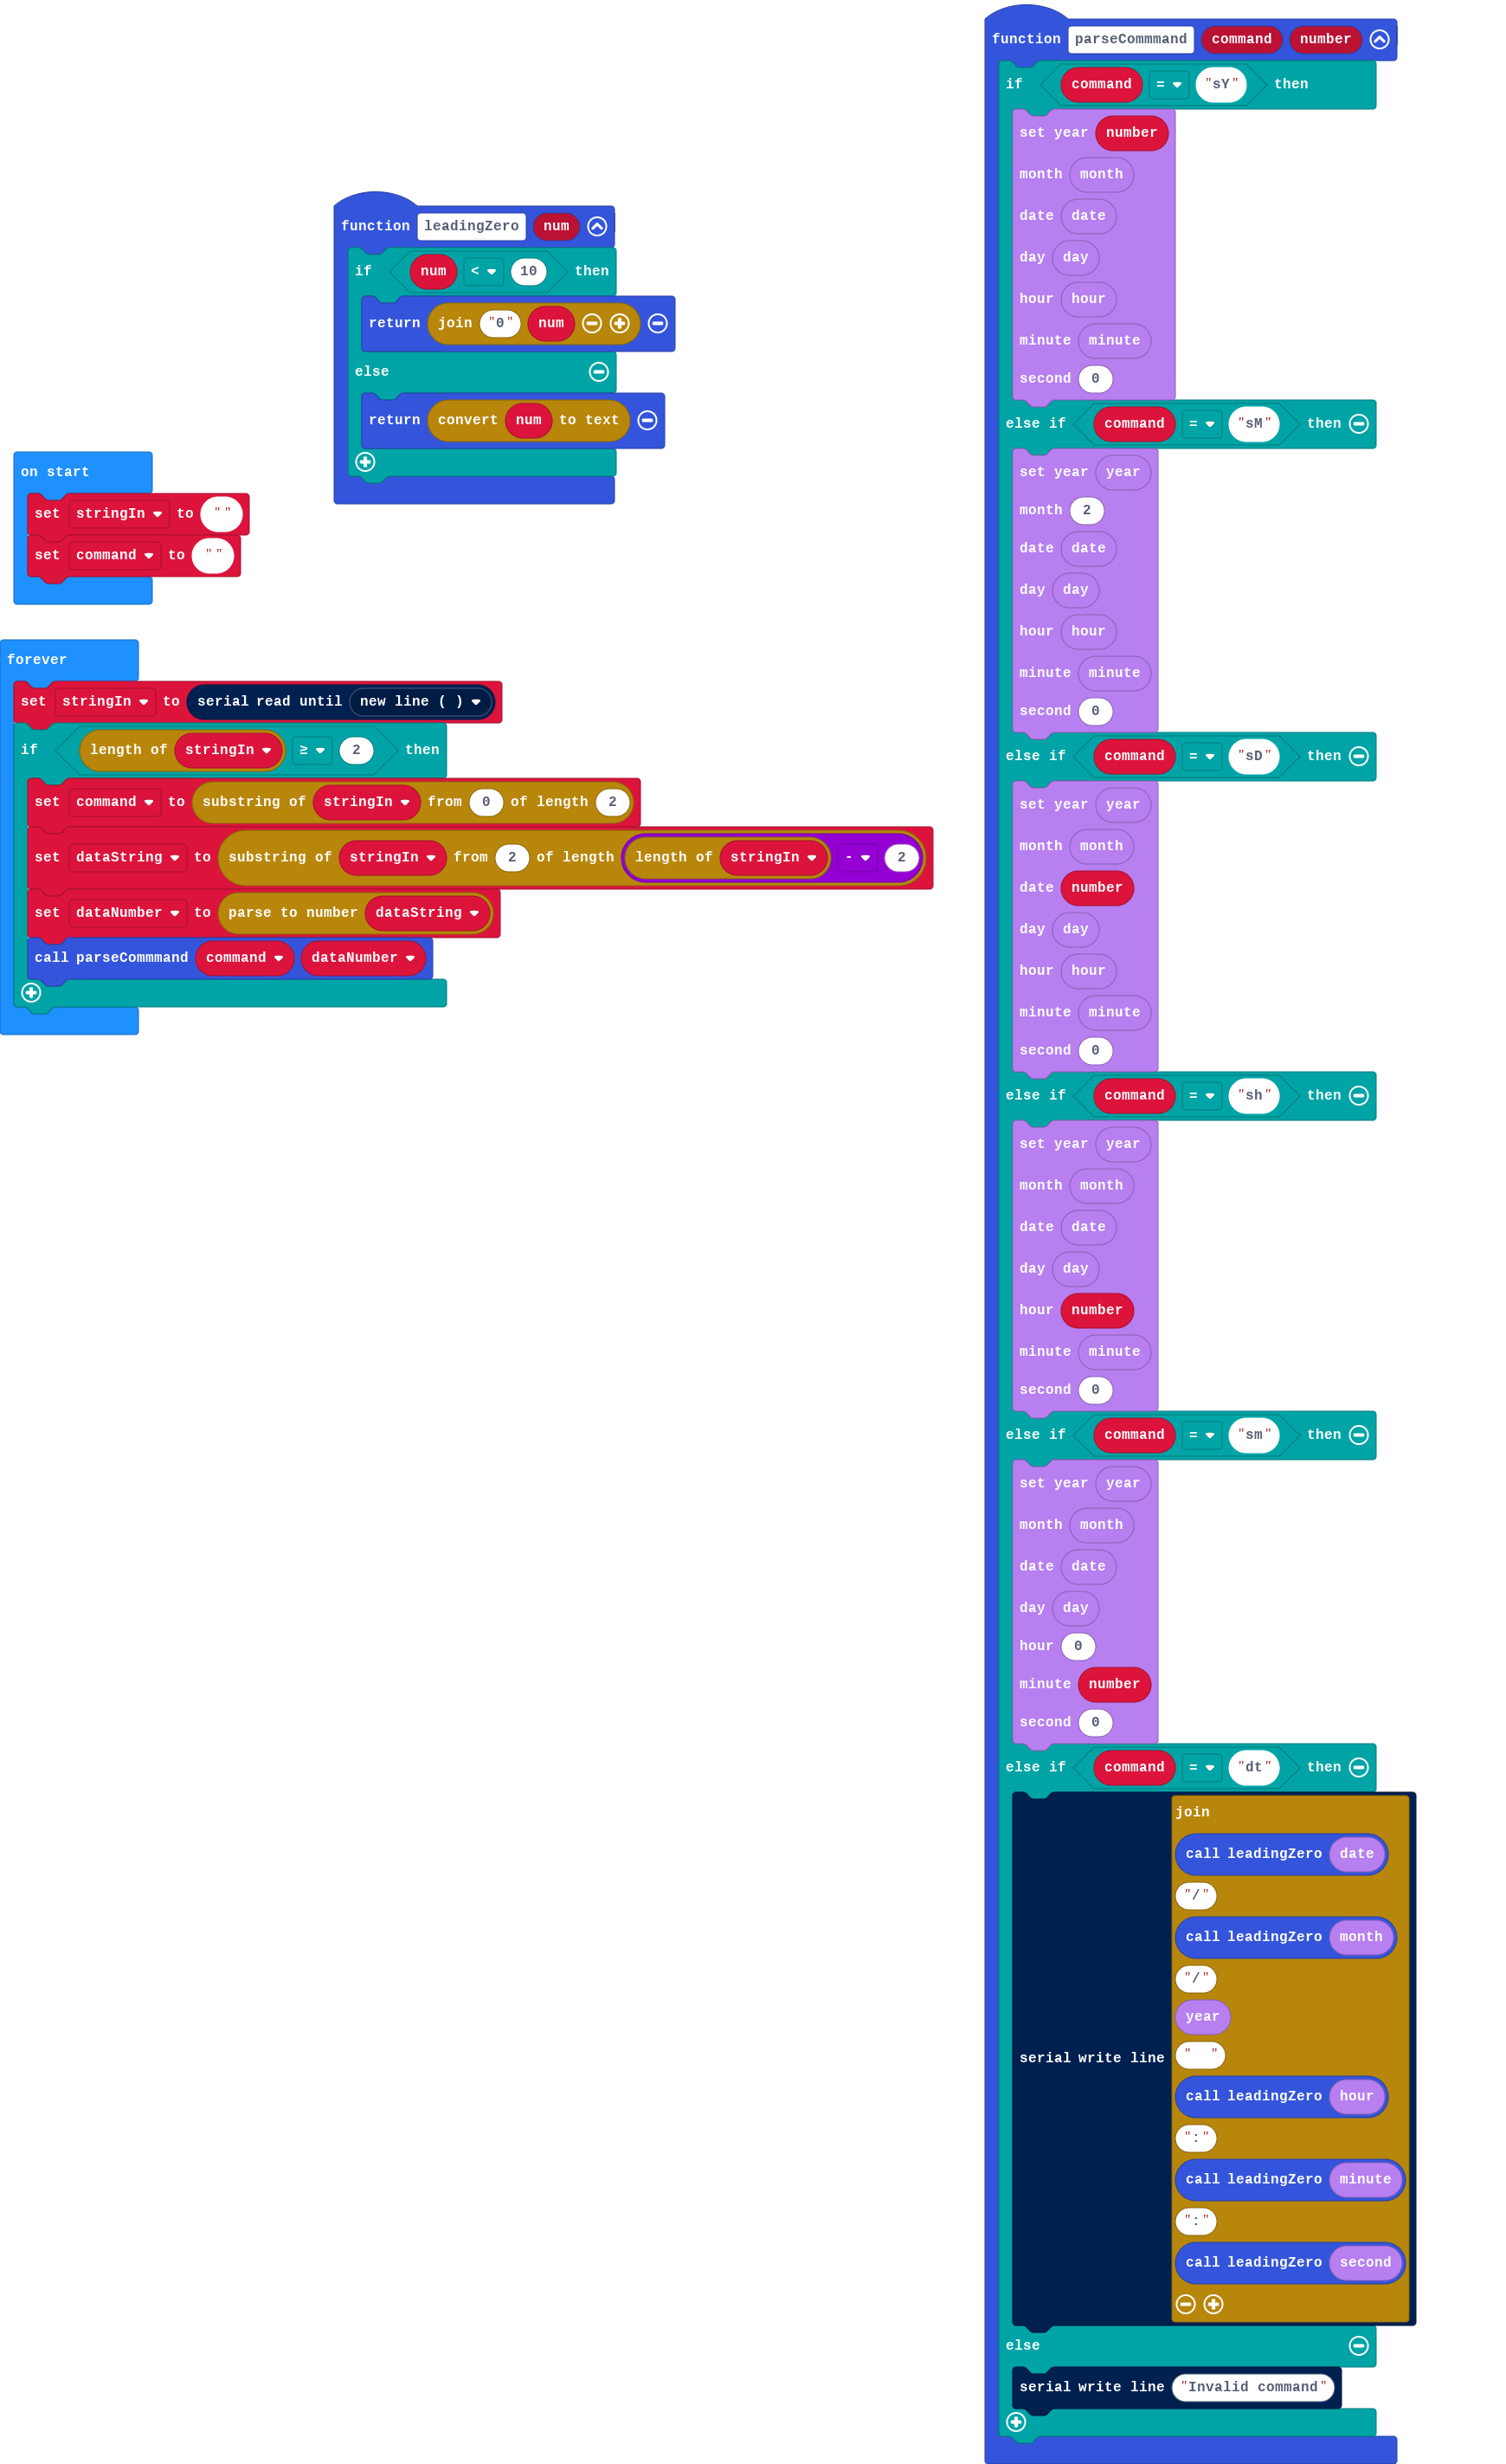 on start
set stringIn to " "
set command to " "
forever
set stringIn to serial read until new line ( )
if length of stringIn ≥ 2 then
set command to substring of stringIn from 0 of length 2
set dataString to substring of stringIn from 2 of length length of stringIn - 2
set dataNumber to parse to number dataString
call parseCommmand command dataNumber
function leadingZero num
if num < 10 then
return join "0" num
else
return convert num to text
function parseCommmand command number
if command = "sY" then
set year number
month month
date date
day day
hour hour
minute minute
second 0
else if command = "sM" then
set year year
month 2
date date
day day
hour hour
minute minute
second 0
else if command = "sD" then
set year year
month month
date number
day day
hour hour
minute minute
second 0
else if command = "sh" then
set year year
month month
date date
day day
hour number
minute minute
second 0
else if command = "sm" then
set year year
month month
date date
day day
hour 0
minute number
second 0
else if command = "dt" then
serial write line join
call leadingZero date
"/"
call leadingZero month
"/"
year
" "
call leadingZero hour
":"
call leadingZero minute
":"
call leadingZero second
else
serial write line "Invalid command"